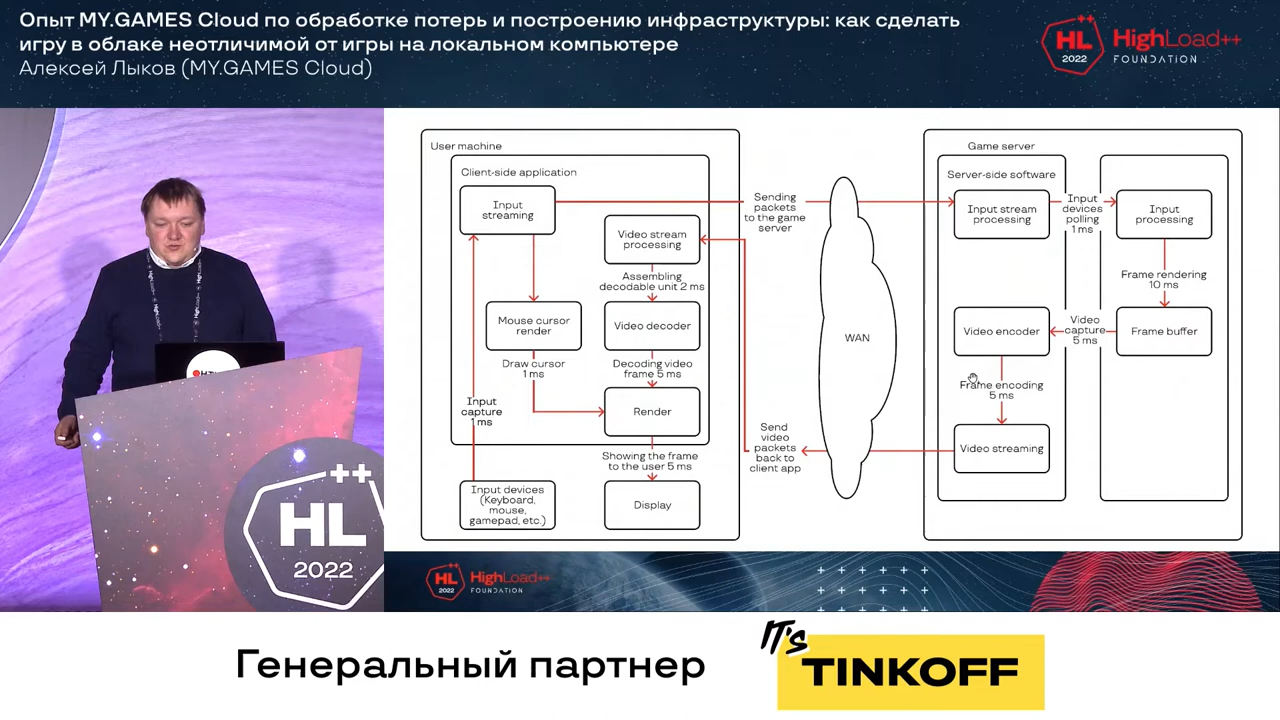 Опыт MY.GAMES Cloud по обработке потерь и построению инфраструктуры: как сделать
игру в облаке неотличимой от игры на локальном компьютере
Алексей Лыков (MY.GAMES Cloud)
HL
2022
HighLoad++
FOUNDATION
User machine
Client-side application
Input
streaming
Video stream
processing
Assembling
decodable unit 2 ms
Mouse cursor
render
Video decoder
Draw cursor
1 ms
Decoding video
frame 5 ms
Input
capture
1 ms
Render
Showing the frame
to the user 5 ms
Input devices
(Keyboard,
mouse,
gamepad, etc.)
Display
Sending
packets
to the game
server
WAN
Send
video
packets
back to
client app
Game server
Server-side software
Input stream
processing
Input
devices
polling
1 ms
Input
processing
Frame rendering
10 ms
Video encoder
Video
capture
5 ms
Frame buffer
Frame encoding
5 ms
Video streaming
++
HL
2022
HL
2022
HighLoad++
FOUNDATION
Генеральный партнер
IT's
TINKOFF